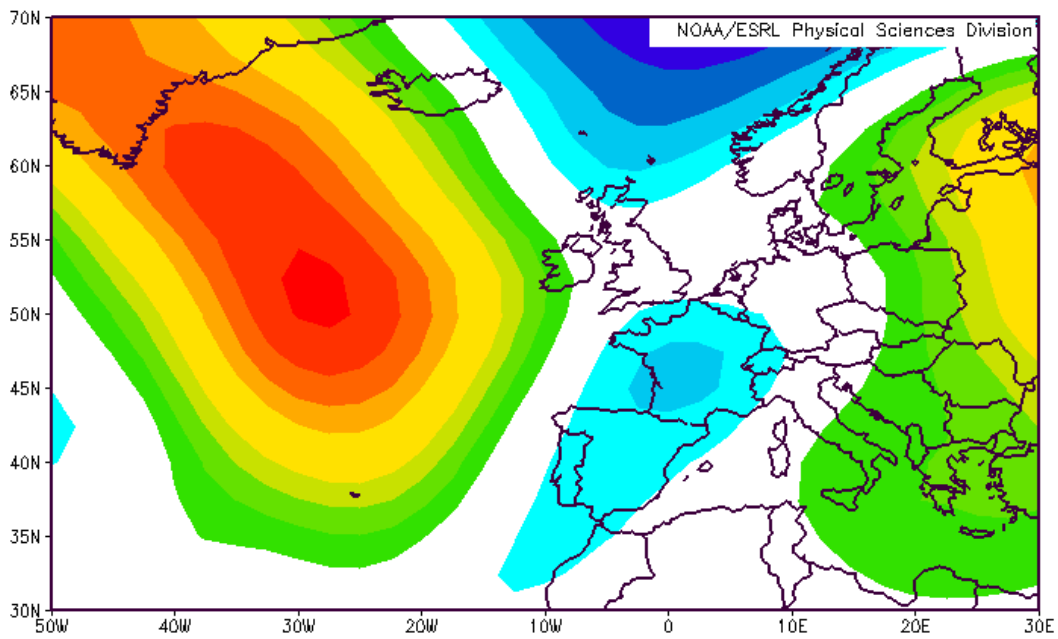 70N
NOAA/ESRL Physical Sciences Division
65N
60N
55N
50N
45N
40N
35N
30N
50W 40W 30W 20W 10W 0 10E 20E 30E